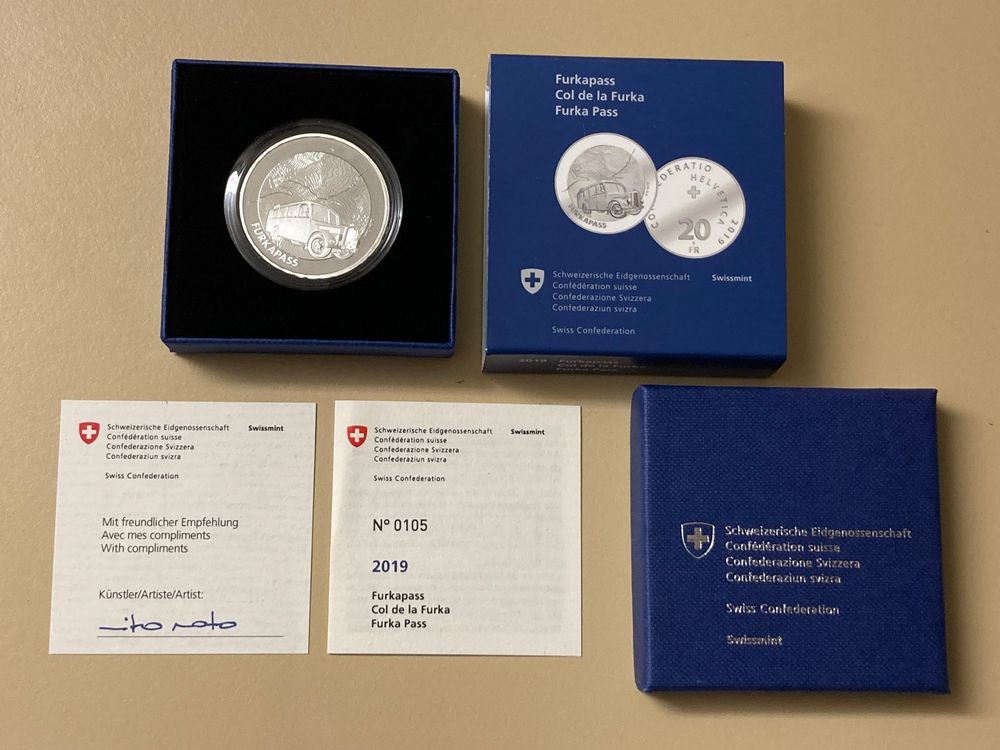 FURKAPASS
Furkapass
Col de la Furka
Furka Pass
FURKAPASS
CONFOEDERATIO
HELVETICA 2019
20
FR
Schweizerische Eidgenossenschaft Swissmint
Confédération suisse
Confederazione Svizzera
Confederaziun svizra
Swiss Confederation
2019 Furkapass
Col de la Furka
Furka Pass
Schweizerische Eidgenossenschaft Swissmint
Confédération suisse
Confederazione Svizzera
Confederaziun svizra
Swiss Confederation
Mit freundlicher Empfehlung
Avec mes compliments
With compliments
Künstler/Artiste/Artist:
Schweizerische Eidgenossenschaft Swissmint
Confédération suisse
Confederazione Svizzera
Confederaziun svizra
Swiss Confederation
N° 0105
2019
Furkapass
Col de la Furka
Furka Pass
Schweizerische Eidgenossenschaft
Confédération suisse
Confederazione Svizzera
Confederaziun svizra
Swiss Confederation
Swissmint